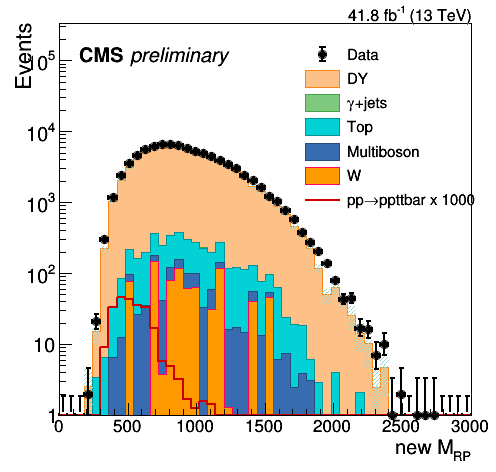 41.8 fb⁻¹ (13 TeV)
Events
CMS preliminary
Data
DY
γ+jets
Top
Multiboson
W
pp→ppttbar x 1000
10⁵
10⁴
10³
10²
10
1
0 500 1000 1500 2000 2500 3000
new M_RP